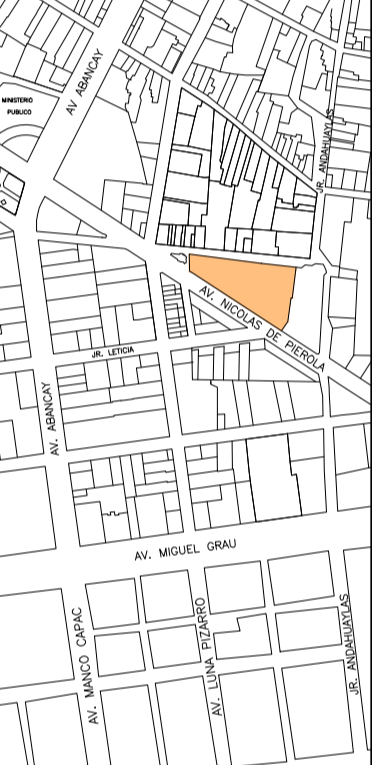 AV ABANCAY
MINISTERIO
PUBUCO
JR. ANDAHUAYLAS
AV. NICOLAS DE PIEROLA
JR. LETICIA
AV. ABANCAY
AV. MIGUEL GRAU
AV. MANCO CAPAC
AV. LUNA PIZARRO
JR. ANDAHUAYLAS